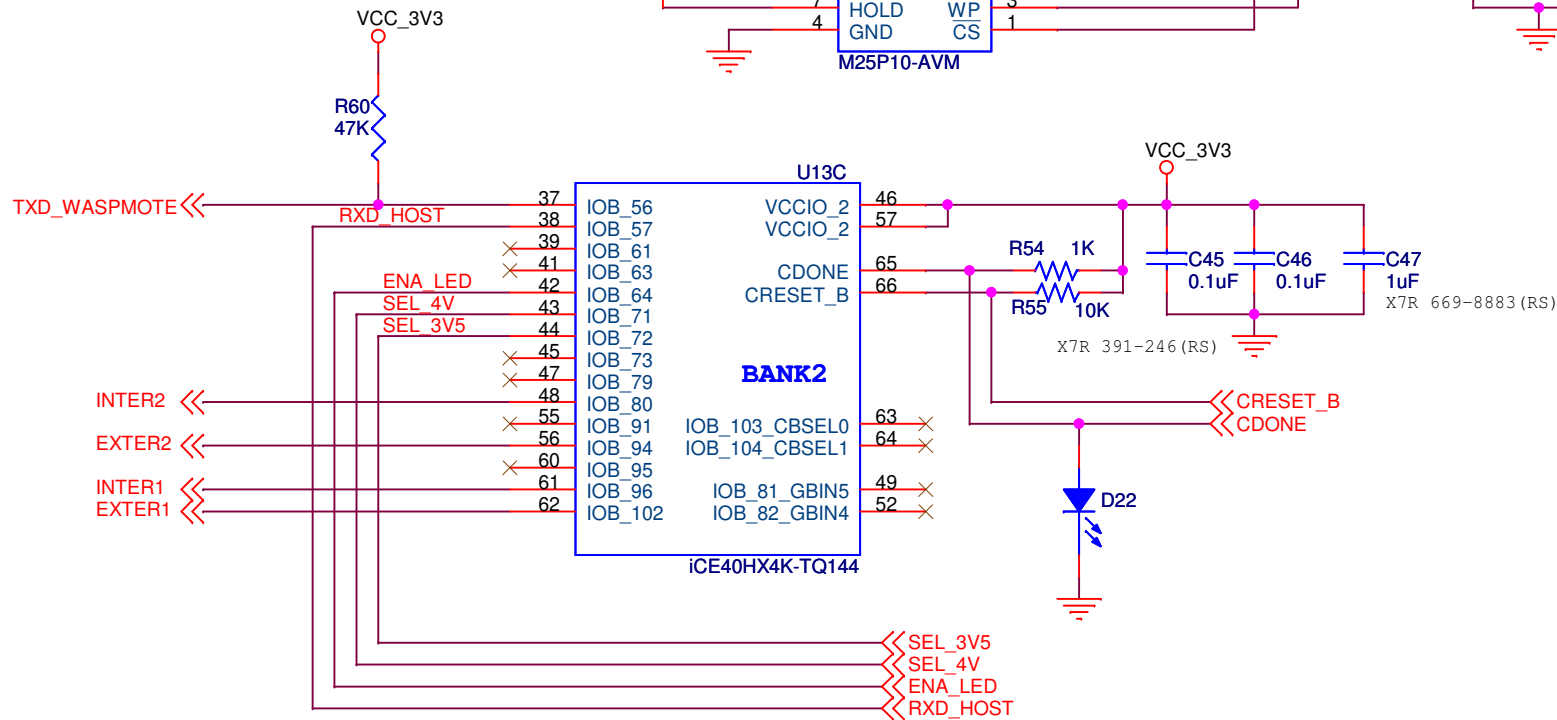 7 HOLD WP 3
4 GND CS 1
M25P10-AVM
VCC_3V3
R60
47K
VCC_3V3
U13C
TXD_WASPMOTE 37 IOB_56 VCCIO_2 46
RXD_HOST 38 IOB_57 VCCIO_2 57
39 IOB_61
41 IOB_63 CDONE 65 R54 1K
ENA_LED 42 IOB_64 CRESET_B 66 R55 10K
C45 0.1uF
C46 0.1uF
C47 1uF
X7R 669-8883(RS)
X7R 391-246(RS)
SEL_4V 43 IOB_71
SEL_3V5 44 IOB_72
45 IOB_73
47 IOB_79
BANK2
INTER2 48 IOB_80
CRESET_B
55 IOB_91 IOB_103_CBSEL0 63
CDONE
EXTER2 56 IOB_94 IOB_104_CBSEL1 64
60 IOB_95
INTER1 61 IOB_96 IOB_81_GBIN5 49
EXTER1 62 IOB_102 IOB_82_GBIN4 52
D22
iCE40HX4K-TQ144
SEL_3V5
SEL_4V
ENA_LED
RXD_HOST